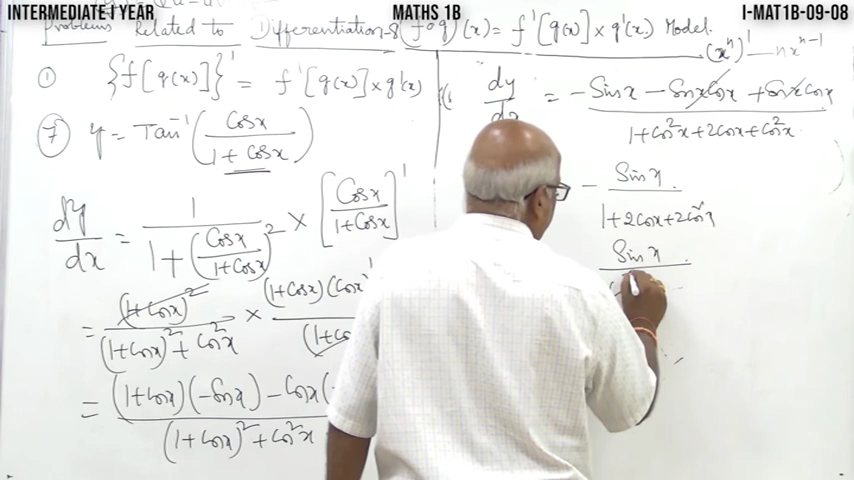 INTERMEDIATE I YEAR
MATHS 1B
I-MAT1B-09-08
Problems Related to Differentiation-8 (fog)'(x) = f'[g(x)] × g'(x) Model.
① {f[g(x)]}' = f'[g(x)] × g'(x)
⑦ y = Tan⁻¹(Cosx / (1 + Cosx))
dy/dx = 1 / (1 + (Cosx / (1+Cosx))²) × [Cosx / (1+Cosx)]'
= (1+Cosx)² / ((1+Cosx)² + Cos²x) × (1+Cosx)(Cosx)'
= (1+Cosx)(-Sinx) - Cosx( / ((1+Cosx)² + Cos²x
(xⁿ)' — nxⁿ⁻¹
dy/dx = -Sinx - SinxCosx + SinxCosx / (1+Cos²x+2Cosx+Cos²x)
- Sinx / (1+2Cosx+2Cos²x)
Sinx